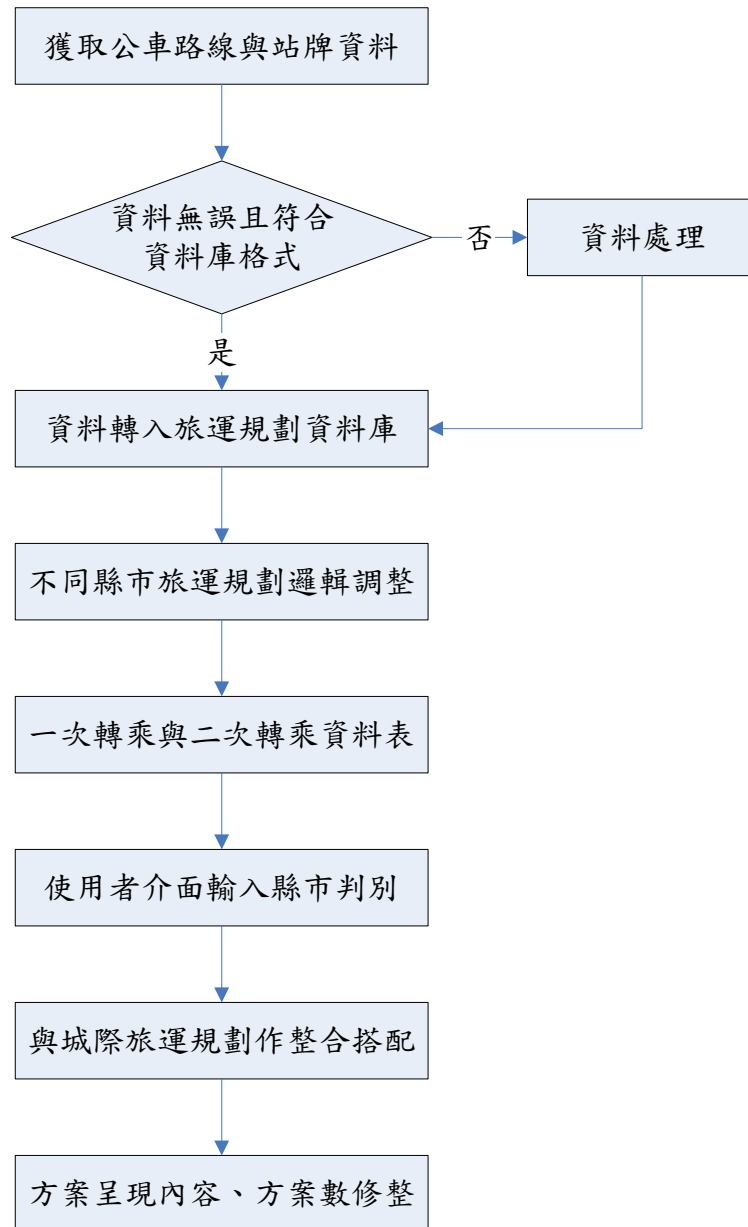 獲取公車路線與站牌資料
資料無誤且符合
資料庫格式
否
資料處理
是
資料轉入旅運規劃資料庫
不同縣市旅運規劃邏輯調整
一次轉乘與二次轉乘資料表
使用者介面輸入縣市判別
與城際旅運規劃作整合搭配
方案呈現內容、方案數修整